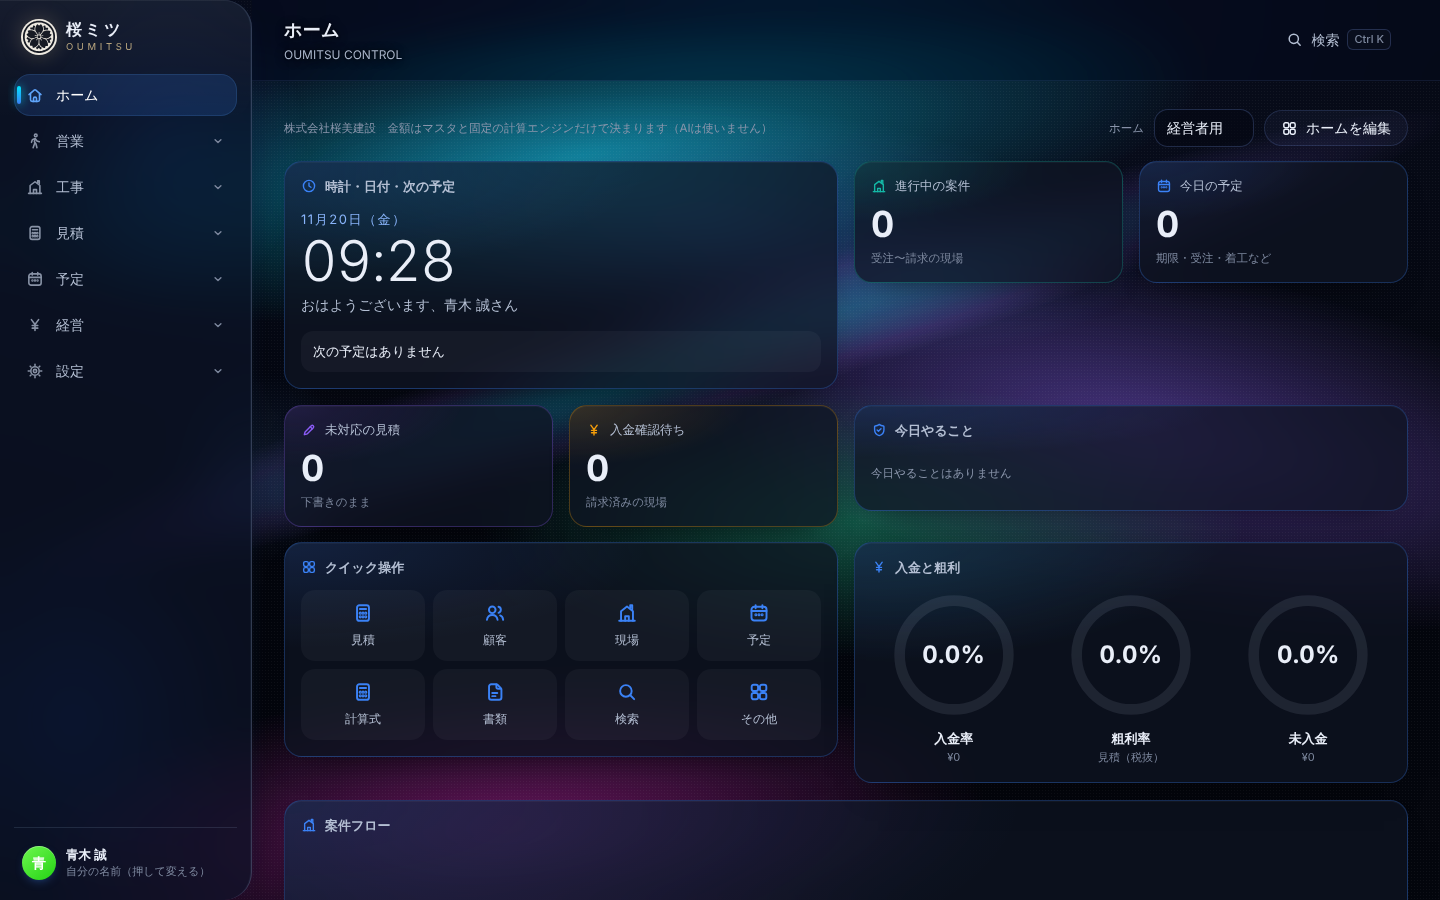 桜ミツ
OUMITSU
ホーム
営業
工事
見積
予定
経営
設定
青
青木 誠
自分の名前（押して変える）
ホーム
OUMITSU CONTROL
検索 Ctrl K
株式会社桜美建設　金額はマスタと固定の計算エンジンだけで決まります（AIは使いません）
ホーム 経営者用 ホームを編集
時計・日付・次の予定
11月20日（金）
09:28
おはようございます、青木 誠さん
次の予定はありません
進行中の案件
0
受注〜請求の現場
今日の予定
0
期限・受注・着工など
未対応の見積
0
下書きのまま
入金確認待ち
0
請求済みの現場
今日やること
今日やることはありません
クイック操作
見積 顧客 現場 予定
計算式 書類 検索 その他
入金と粗利
0.0% 0.0% 0.0%
入金率 粗利率 未入金
¥0 見積（税抜） ¥0
案件フロー